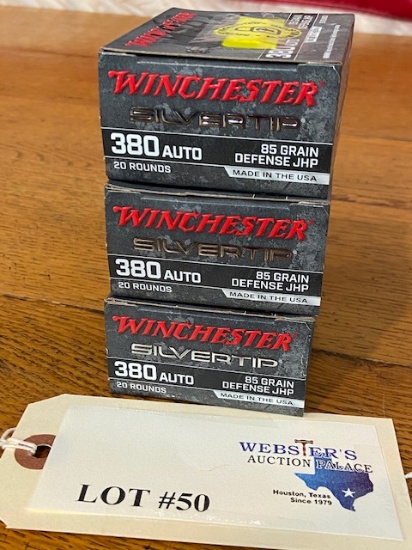 WINCHESTER
SILVERTIP
380 AUTO
20 ROUNDS
85 GRAIN
DEFENSE JHP
MADE IN THE USA
WINCHESTER
SILVERTIP
380 AUTO
20 ROUNDS
85 GRAIN
DEFENSE JHP
MADE IN THE USA
WINCHESTER
SILVERTIP
380 AUTO
20 ROUNDS
85 GRAIN
DEFENSE JHP
MADE IN THE USA
WEBSTER'S
AUCTION PALACE
Houston, Texas
Since 1979
LOT #50